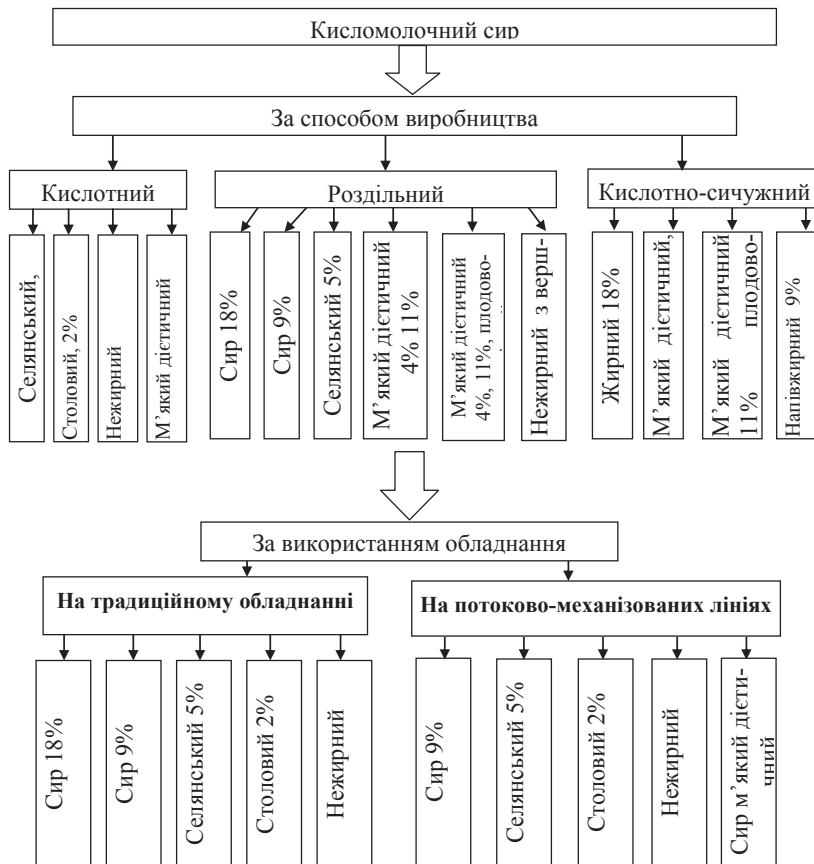 Кисломолочний сир
За способом виробництва
Кислотний
Роздільний
Кислотно-сичужний
Селянський,
Столовий, 2%
Нежирний
М’який дієтичний
Сир 18%
Сир 9%
Селянський 5%
М’який дієтичний
4% 11%
М’який дієтичний
4%, 11%, плодово-
Нежирний з верш-
Жирний 18%
М’який дієтичний,
М’який дієтичний
плодово-
11%
Напівжирний 9%
За використанням обладнання
На традиційному обладнанні
На потоково-механізованих лініях
Сир 18%
Сир 9%
Селянський 5%
Столовий 2%
Нежирний
Сир 9%
Селянський 5%
Столовий 2%
Нежирний
Сир м’який дієти-
чний